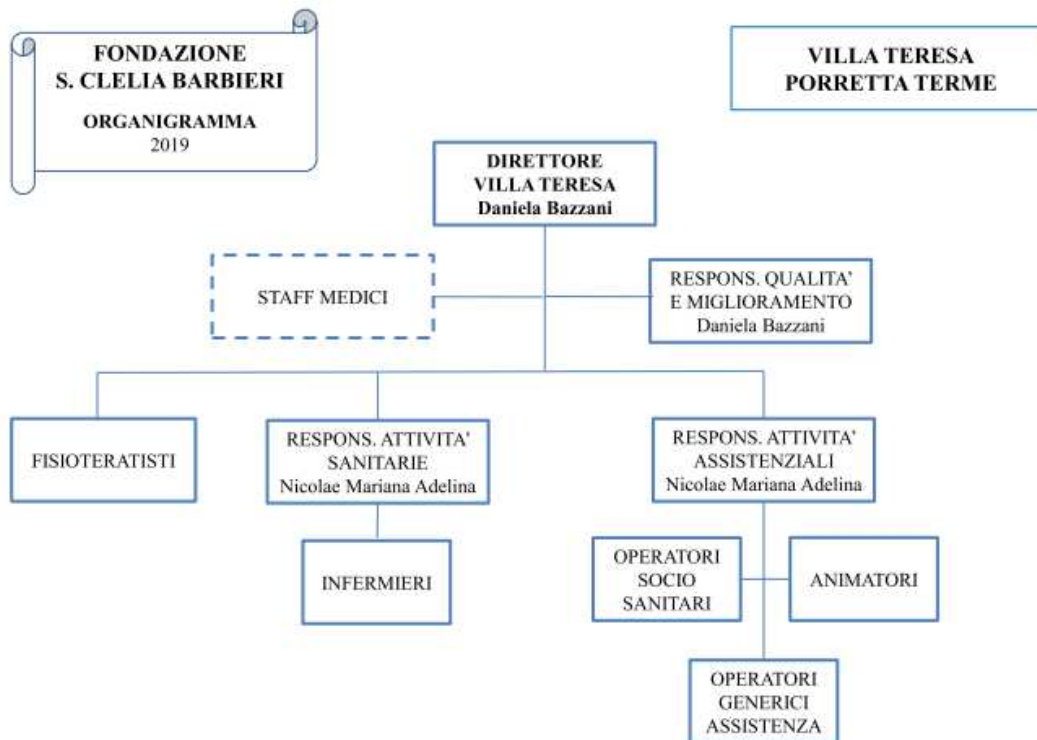 FONDAZIONE
S. CLELIA BARBIERI
ORGANIGRAMMA
2019
VILLA TERESA
PORRETTA TERME
DIRETTORE
VILLA TERESA
Daniela Bazzani
STAFF MEDICI
RESPONS. QUALITA’
E MIGLIORAMENTO
Daniela Bazzani
FISIOTERATISTI
RESPONS. ATTIVITA’
SANITARIE
Nicolae Mariana Adelina
RESPONS. ATTIVITA’
ASSISTENZIALI
Nicolae Mariana Adelina
INFERMIERI
OPERATORI
SOCIO
SANITARI
ANIMATORI
OPERATORI
GENERICI
ASSISTENZA